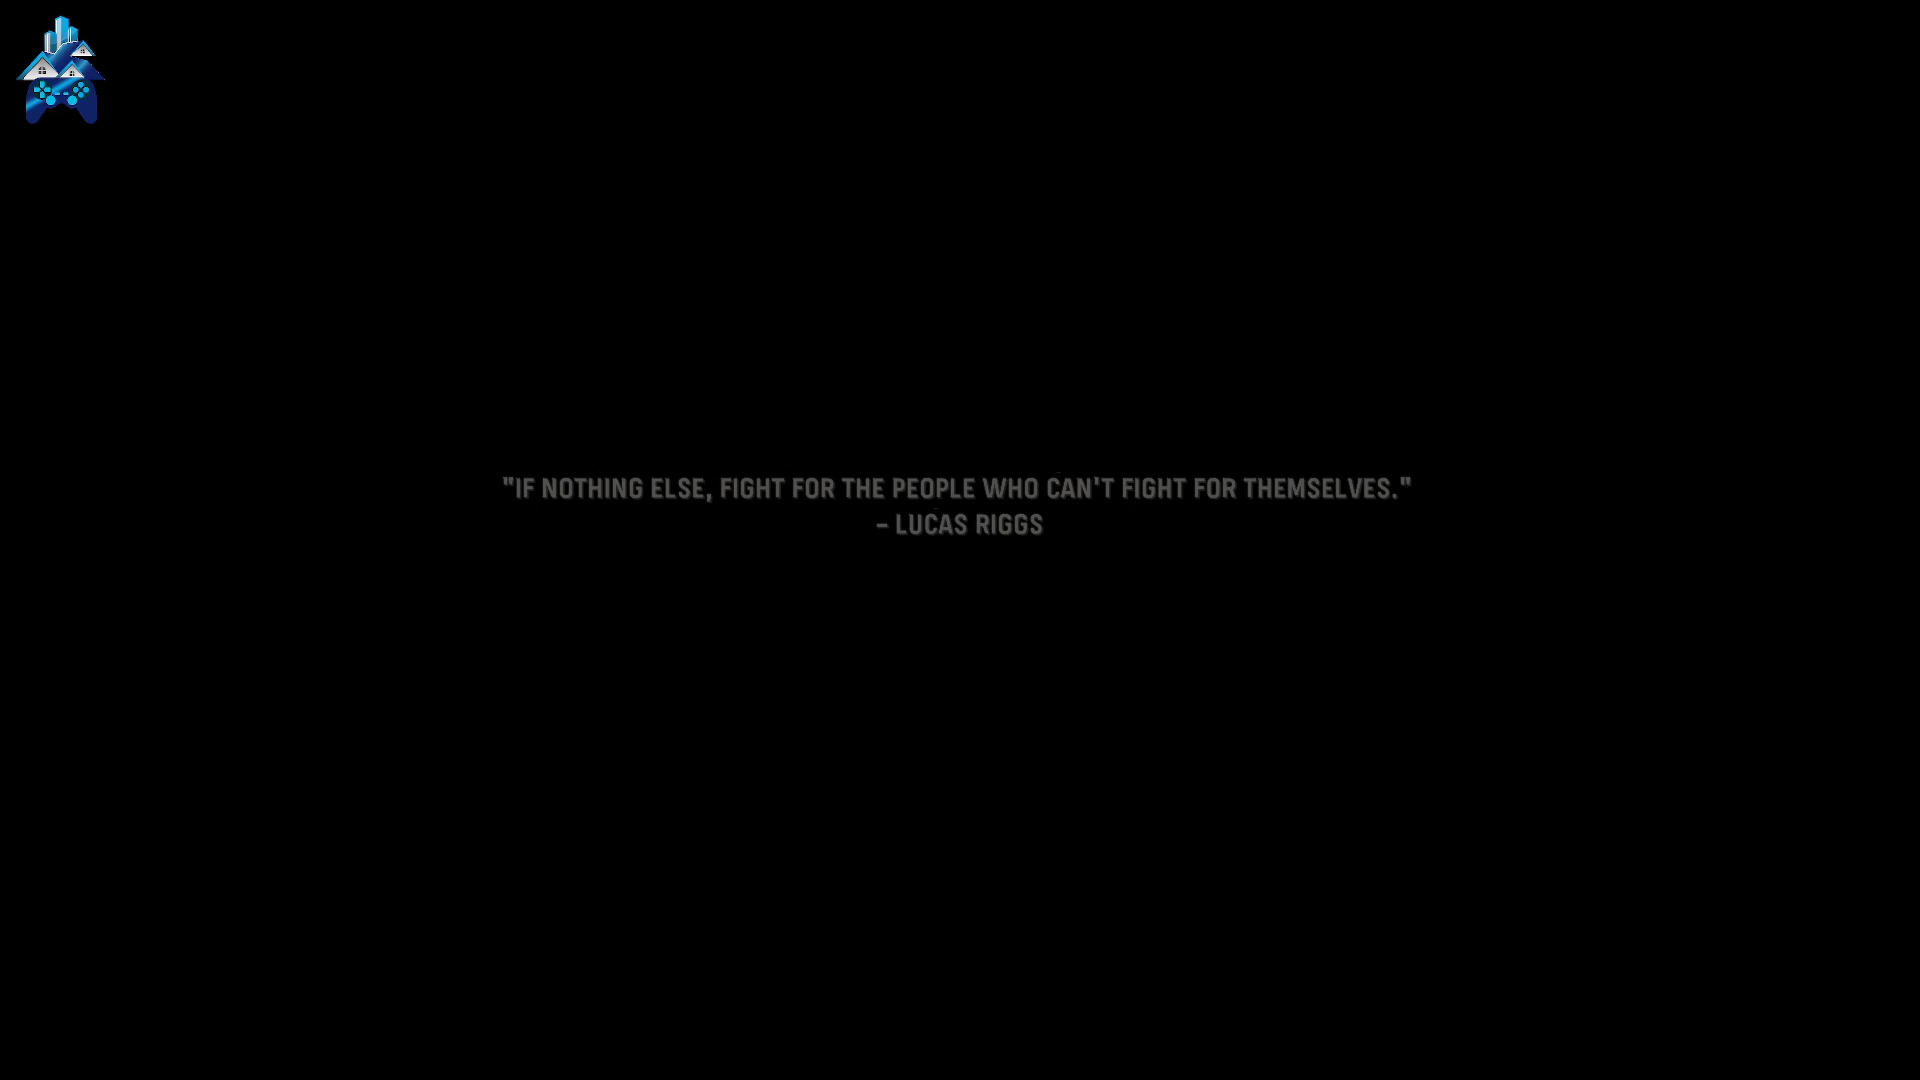 "IF NOTHING ELSE, FIGHT FOR THE PEOPLE WHO CAN'T FIGHT FOR THEMSELVES."
– LUCAS RIGGS